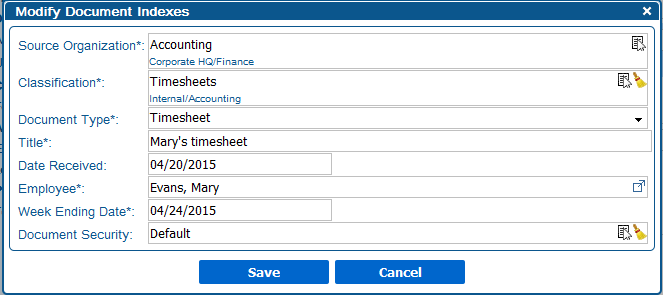 Modify Document Indexes
Source Organization*: Accounting
Corporate HQ/Finance
Classification*: Timesheets
Internal/Accounting
Document Type*: Timesheet
Title*: Mary's timesheet
Date Received: 04/20/2015
Employee*: Evans, Mary
Week Ending Date*: 04/24/2015
Document Security: Default
Save Cancel